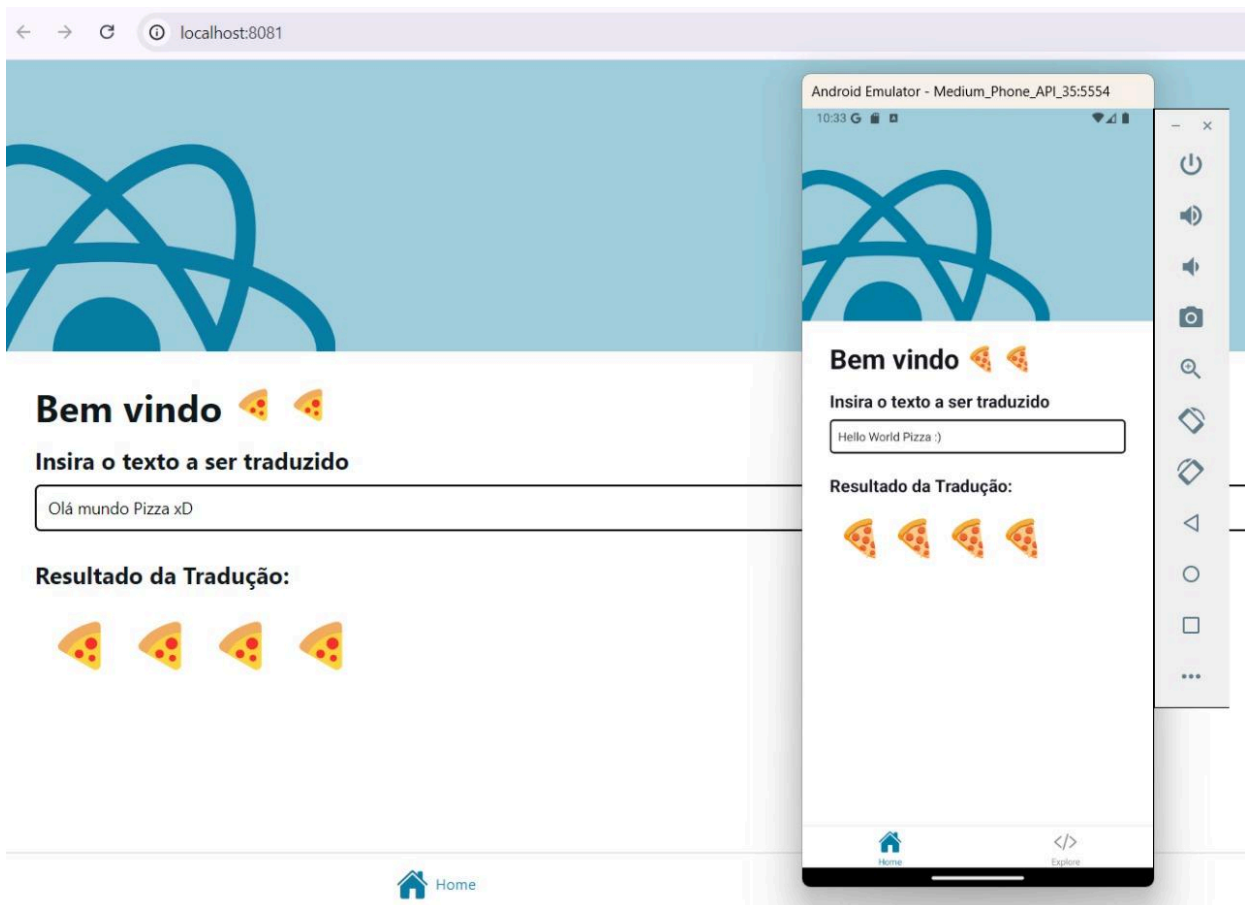 localhost:8081
Bem vindo 🍕 🍕
Insira o texto a ser traduzido
Olá mundo Pizza xD
Resultado da Tradução:
🍕 🍕 🍕 🍕
Home
Android Emulator - Medium_Phone_API_35:5554
10:33 G
Bem vindo 🍕 🍕
Insira o texto a ser traduzido
Hello World Pizza :)
Resultado da Tradução:
🍕 🍕 🍕 🍕
Home
</>
Explore